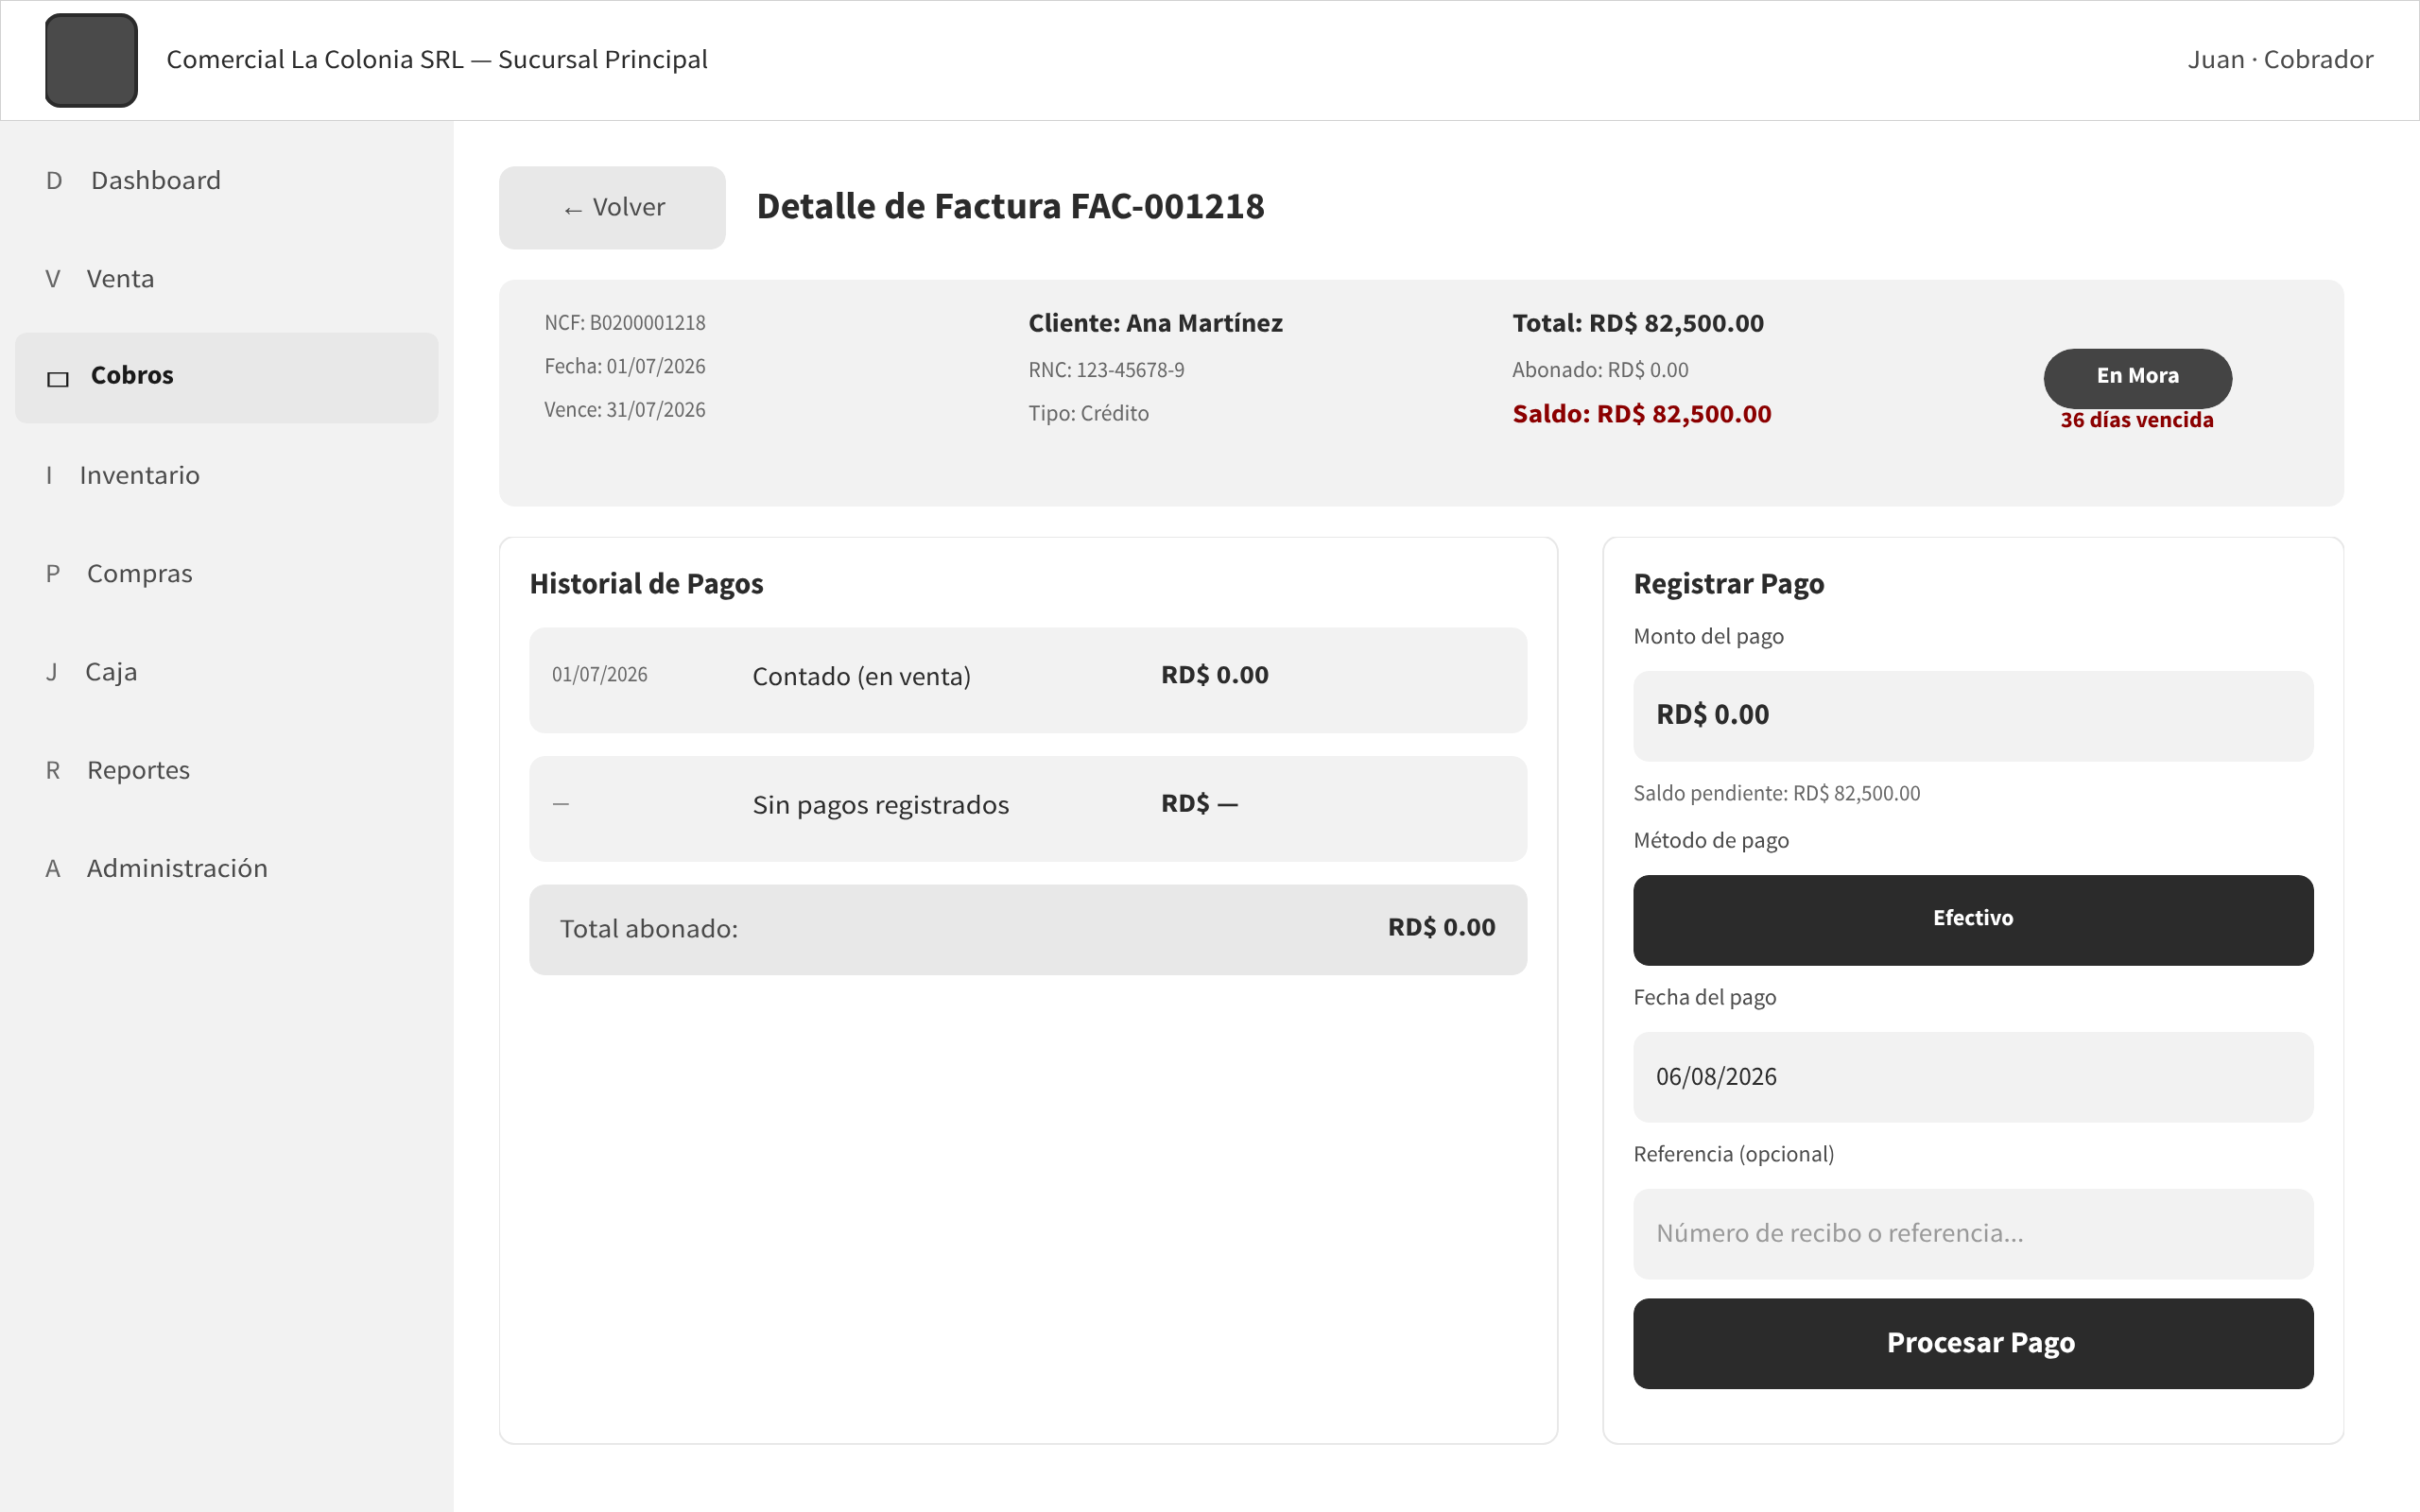 Comercial La Colonia SRL — Sucursal Principal
Juan · Cobrador
D Dashboard
V Venta
Cobros
I Inventario
P Compras
J Caja
R Reportes
A Administración
← Volver
Detalle de Factura FAC-001218
NCF: B0200001218
Fecha: 01/07/2026
Vence: 31/07/2026
Cliente: Ana Martínez
RNC: 123-45678-9
Tipo: Crédito
Total: RD$ 82,500.00
Abonado: RD$ 0.00
Saldo: RD$ 82,500.00
En Mora
36 días vencida
Historial de Pagos
01/07/2026 Contado (en venta) RD$ 0.00
— Sin pagos registrados RD$ —
Total abonado: RD$ 0.00
Registrar Pago
Monto del pago
RD$ 0.00
Saldo pendiente: RD$ 82,500.00
Método de pago
Efectivo
Fecha del pago
06/08/2026
Referencia (opcional)
Número de recibo o referencia...
Procesar Pago